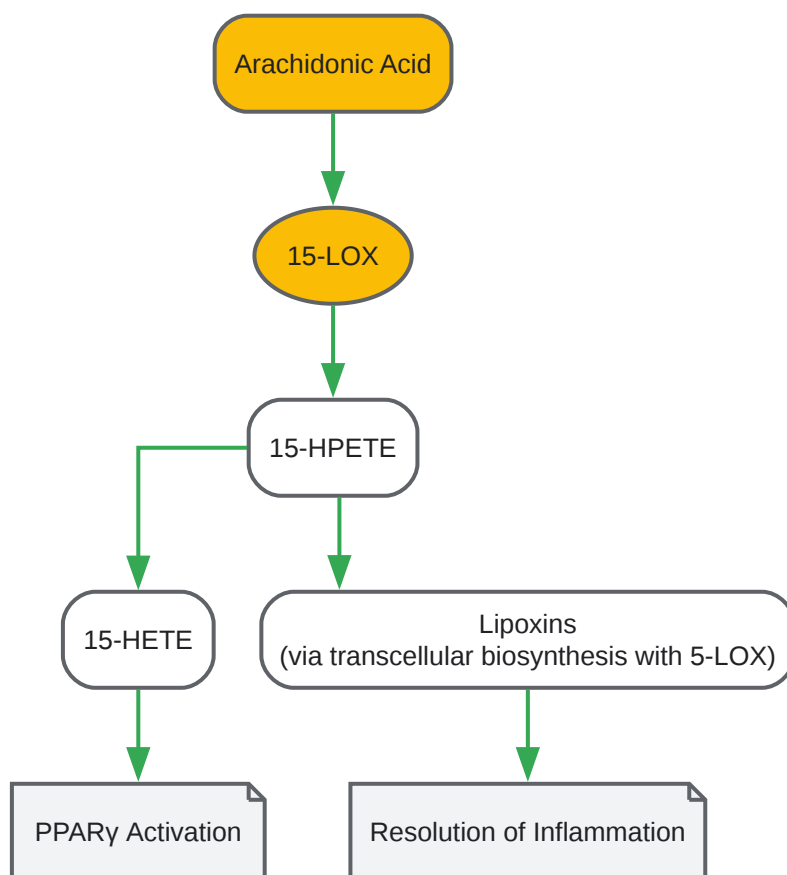 Arachidonic Acid
15-LOX
15-HPETE
15-HETE
Lipoxins
(via transcellular biosynthesis with 5-LOX)
PPARγ Activation
Resolution of Inflammation